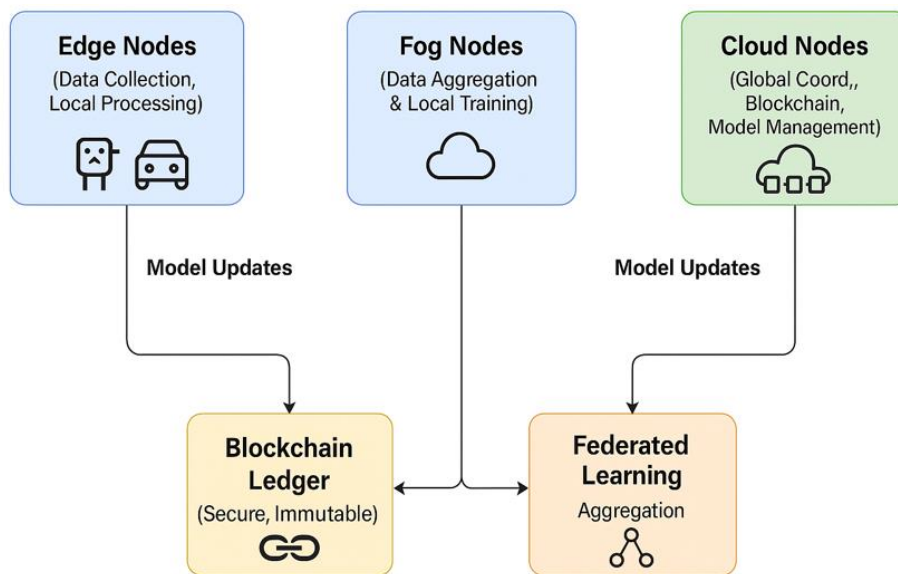 Edge Nodes
(Data Collection,
Local Processing)
Fog Nodes
(Data Aggregation
& Local Training)
Cloud Nodes
(Global Coord,,
Blockchain,
Model Management)
Model Updates
Model Updates
Blockchain
Ledger
(Secure, Immutable)
Federated
Learning
Aggregation